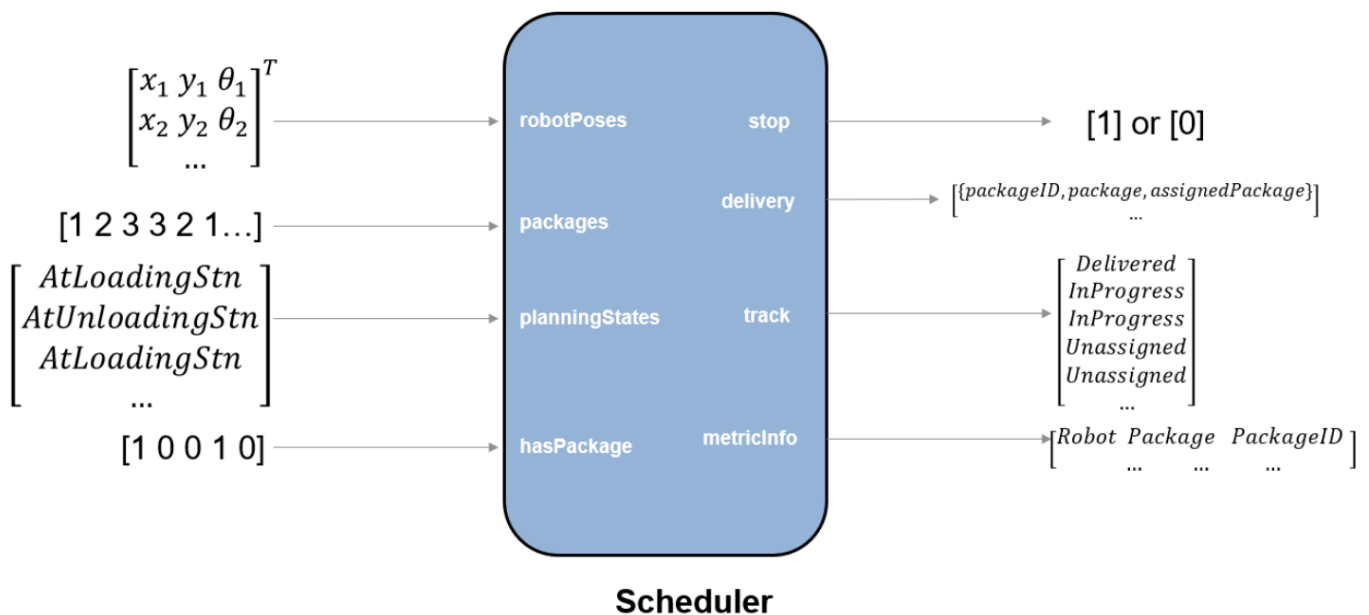 [x₁ y₁ θ₁
x₂ y₂ θ₂
...]ᵀ
robotPoses
stop
[1] or [0]
[1 2 3 3 2 1...]
packages
delivery
[{packageID, package, assignedPackage}
...]
[AtLoadingStn
AtUnloadingStn
AtLoadingStn
...]
planningStates
track
[Delivered
InProgress
InProgress
Unassigned
Unassigned
...]
[1 0 0 1 0]
hasPackage
metricInfo
[Robot Package PackageID
... ... ...]
Scheduler